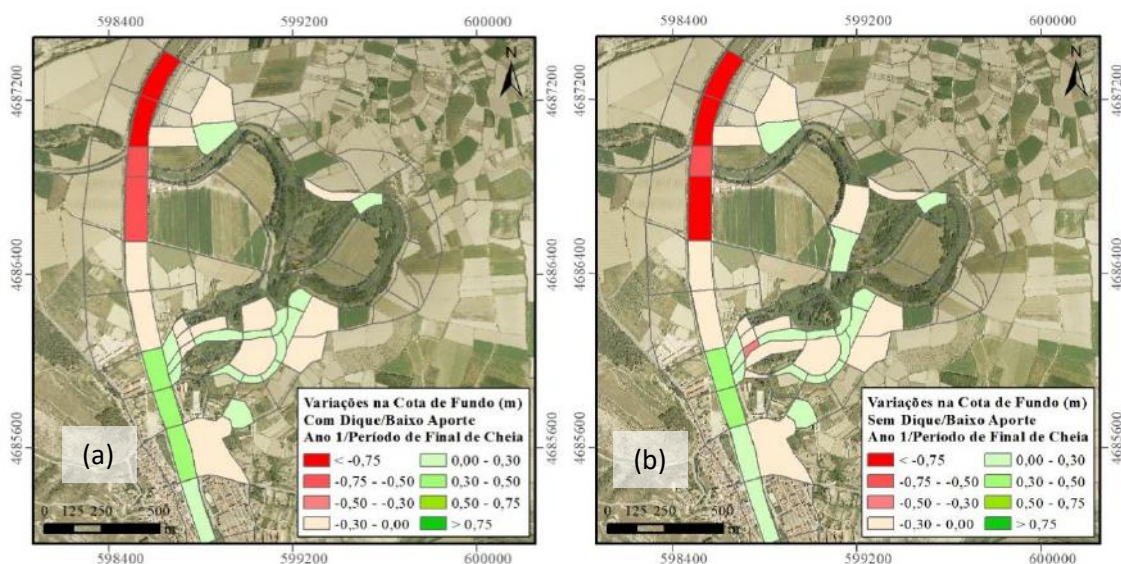 598400 599200 600000
N
4687200
4686400
4685600
(a)
Variações na Cota de Fundo (m)
Com Dique/Baixo Aporte
Ano 1/Período de Final de Cheia
< -0,75 0,00 - 0,30
-0,75 - -0,50 0,30 - 0,50
-0,50 - -0,30 0,50 - 0,75
-0,30 - 0,00 > 0,75
0 125 250 500
m
598400 599200 600000
598400 599200 600000
N
4687200
4686400
4685600
(b)
Variações na Cota de Fundo (m)
Sem Dique/Baixo Aporte
Ano 1/Período de Final de Cheia
< -0,75 0,00 - 0,30
-0,75 - -0,50 0,30 - 0,50
-0,50 - -0,30 0,50 - 0,75
-0,30 - 0,00 > 0,75
0 125 250 500
m
598400 599200 600000
4687200
4686400
4685600